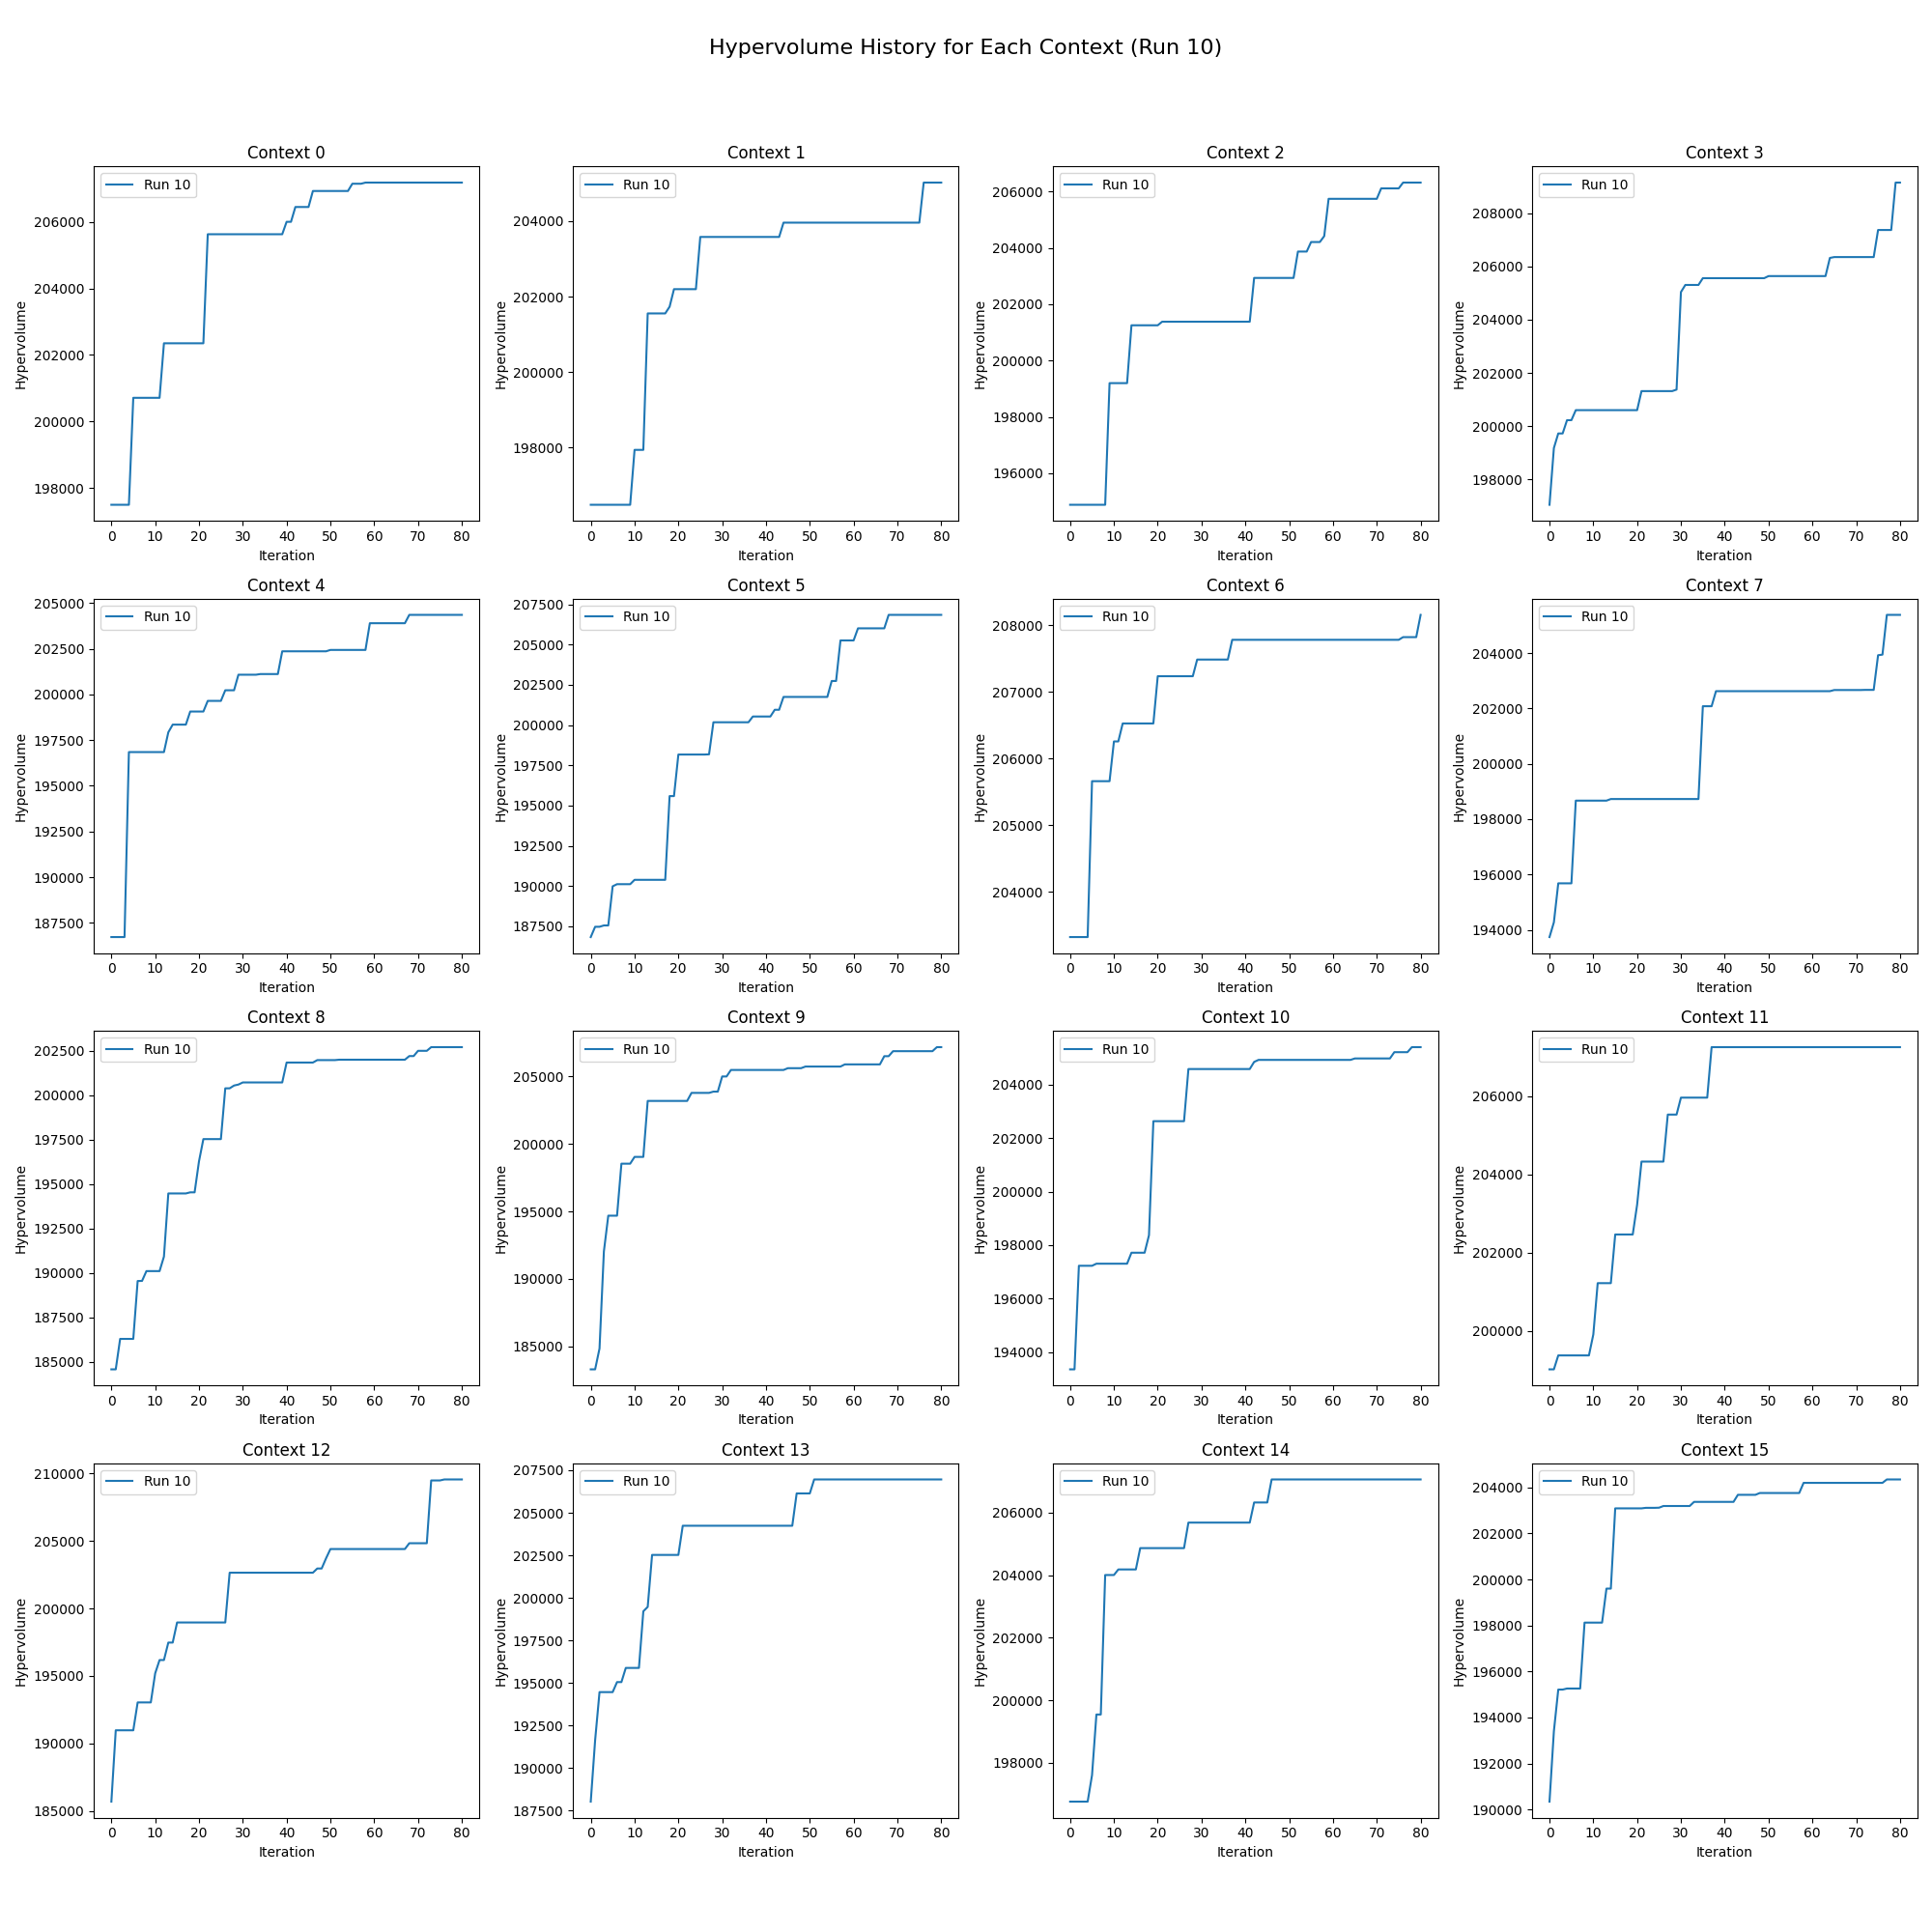 Hypervolume History for Each Context (Run 10)
Context 0
Run 10
206000
204000
202000
200000
198000
Hypervolume
0 10 20 30 40 50 60 70 80
Iteration
Context 1
Run 10
204000
202000
200000
198000
Hypervolume
0 10 20 30 40 50 60 70 80
Iteration
Context 2
Run 10
206000
204000
202000
200000
198000
196000
Hypervolume
0 10 20 30 40 50 60 70 80
Iteration
Context 3
Run 10
208000
206000
204000
202000
200000
198000
Hypervolume
0 10 20 30 40 50 60 70 80
Iteration
Context 4
Run 10
205000
202500
200000
197500
195000
192500
190000
187500
Hypervolume
0 10 20 30 40 50 60 70 80
Iteration
Context 5
Run 10
207500
205000
202500
200000
197500
195000
192500
190000
187500
Hypervolume
0 10 20 30 40 50 60 70 80
Iteration
Context 6
Run 10
208000
207000
206000
205000
204000
Hypervolume
0 10 20 30 40 50 60 70 80
Iteration
Context 7
Run 10
204000
202000
200000
198000
196000
194000
Hypervolume
0 10 20 30 40 50 60 70 80
Iteration
Context 8
Run 10
202500
200000
197500
195000
192500
190000
187500
185000
Hypervolume
0 10 20 30 40 50 60 70 80
Iteration
Context 9
Run 10
205000
200000
195000
190000
185000
Hypervolume
0 10 20 30 40 50 60 70 80
Iteration
Context 10
Run 10
204000
202000
200000
198000
196000
194000
Hypervolume
0 10 20 30 40 50 60 70 80
Iteration
Context 11
Run 10
206000
204000
202000
200000
Hypervolume
0 10 20 30 40 50 60 70 80
Iteration
Context 12
Run 10
210000
205000
200000
195000
190000
185000
Hypervolume
0 10 20 30 40 50 60 70 80
Iteration
Context 13
Run 10
207500
205000
202500
200000
197500
195000
192500
190000
187500
Hypervolume
0 10 20 30 40 50 60 70 80
Iteration
Context 14
Run 10
206000
204000
202000
200000
198000
Hypervolume
0 10 20 30 40 50 60 70 80
Iteration
Context 15
Run 10
204000
202000
200000
198000
196000
194000
192000
190000
Hypervolume
0 10 20 30 40 50 60 70 80
Iteration